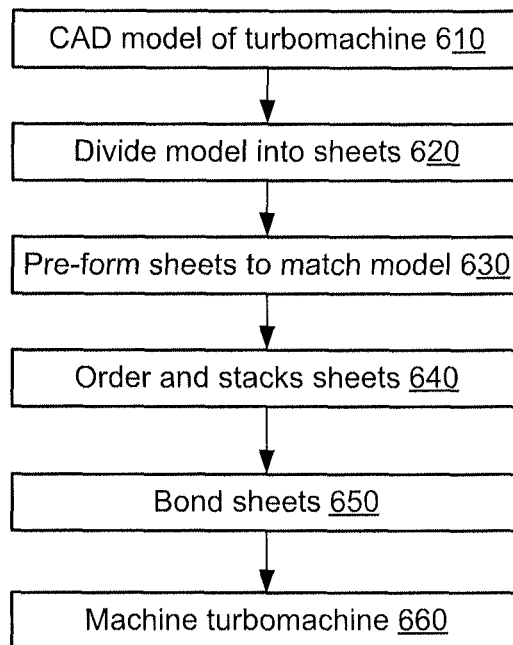 CAD model of turbomachine 610
Divide model into sheets 620
Pre-form sheets to match model 630
Order and stacks sheets 640
Bond sheets 650
Machine turbomachine 660